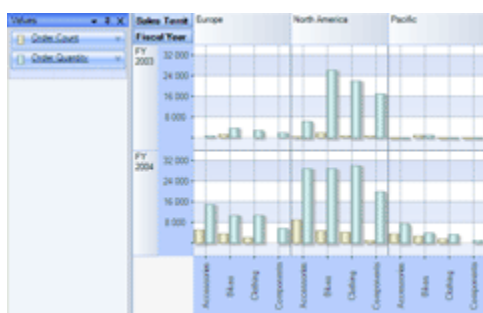 Values
Order Count
Order Quantity
Sales Territ
Fiscal Year
Europe
North America
Pacific
FY 2003
32 000
24 000
16 000
8 000
FY 2004
32 000
24 000
16 000
8 000
Accessories
Bikes
Clothing
Components
Accessories
Bikes
Clothing
Components
Accessories
Bikes
Clothing
Components